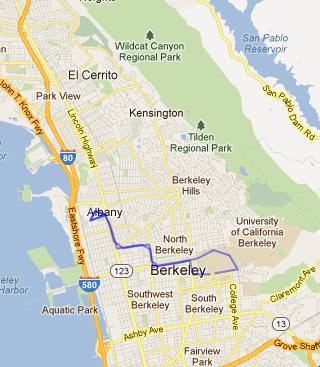 Heights
Wildcat Canyon
Regional Park
San Pablo
Reservoir
El Cerrito
John T. Knox Fwy
Park View
San Pablo Dam Rd
Kensington
Lincoln Highway
Tilden
Regional Park
80
Berkeley
Hills
Albany
Eastshore Fwy
University
of California
Berkeley
North
Berkeley
123
Berkeley
Berkeley
Harbor
580
Southwest
Berkeley
South
Berkeley
College Ave
Claremont Ave
Aquatic Park
Ashby Ave
13
Grove Shaft
Fairview
Park